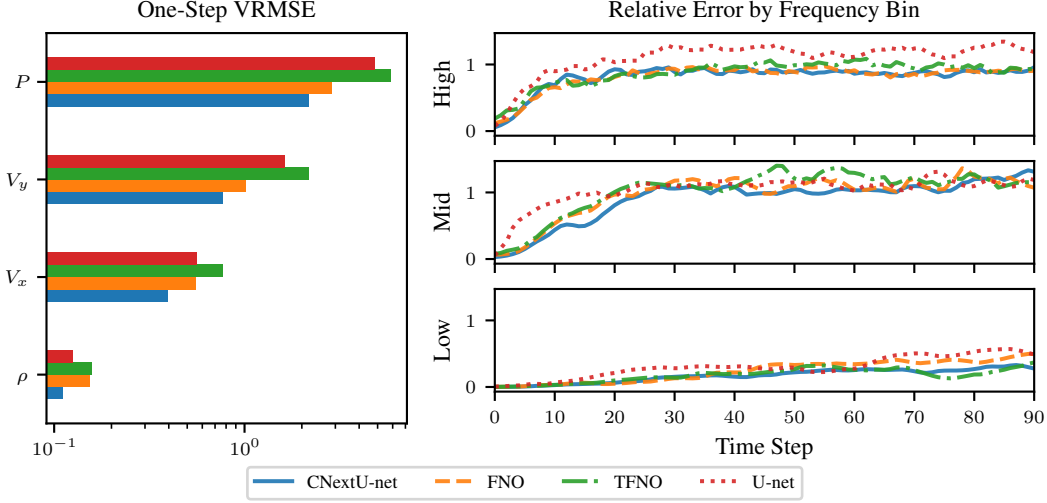 One-Step VRMSE
P
V_y
V_x
ρ
10^{-1}
10^0
Relative Error by Frequency Bin
High
1
0
Mid
1
0
Low
1
0
0 10 20 30 40 50 60 70 80 90
Time Step
CNextU-net FNO TFNO U-net